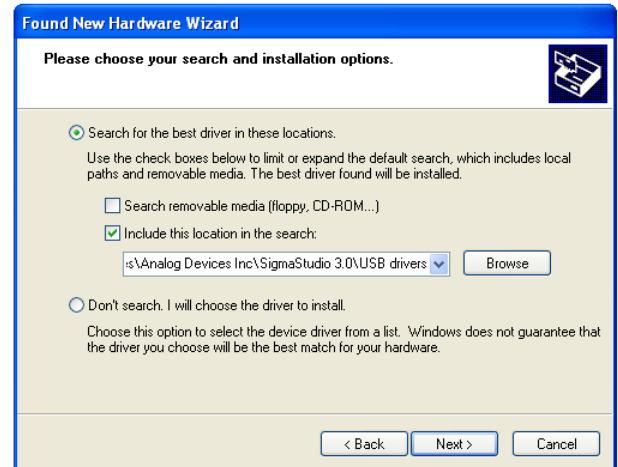 Found New Hardware Wizard
Please choose your search and installation options.
Search for the best driver in these locations.
Use the check boxes below to limit or expand the default search, which includes local
paths and removable media. The best driver found will be installed.
Search removable media (floppy, CD-ROM...)
Include this location in the search:
s\Analog Devices Inc\SigmaStudio 3.0\USB drivers
Browse
Don't search. I will choose the driver to install.
Choose this option to select the device driver from a list. Windows does not guarantee that
the driver you choose will be the best match for your hardware.
< Back Next > Cancel